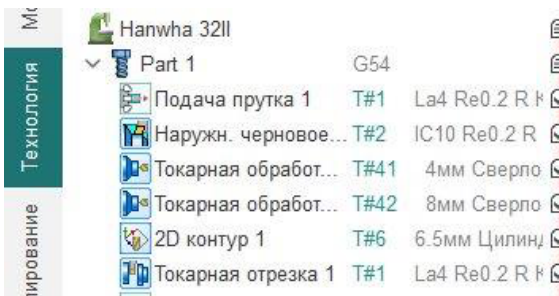 Hanwha 32II
Part 1 G54
Подача прутка 1 T#1 La4 Re0.2 R
Наружн. черновое... T#2 IC10 Re0.2 R
Токарная обработ... T#41 4мм Сверло
Токарная обработ... T#42 8мм Сверло
2D контур 1 T#6 6.5мм Цилин
Токарная отрезка 1 T#1 La4 Re0.2 R
Технология